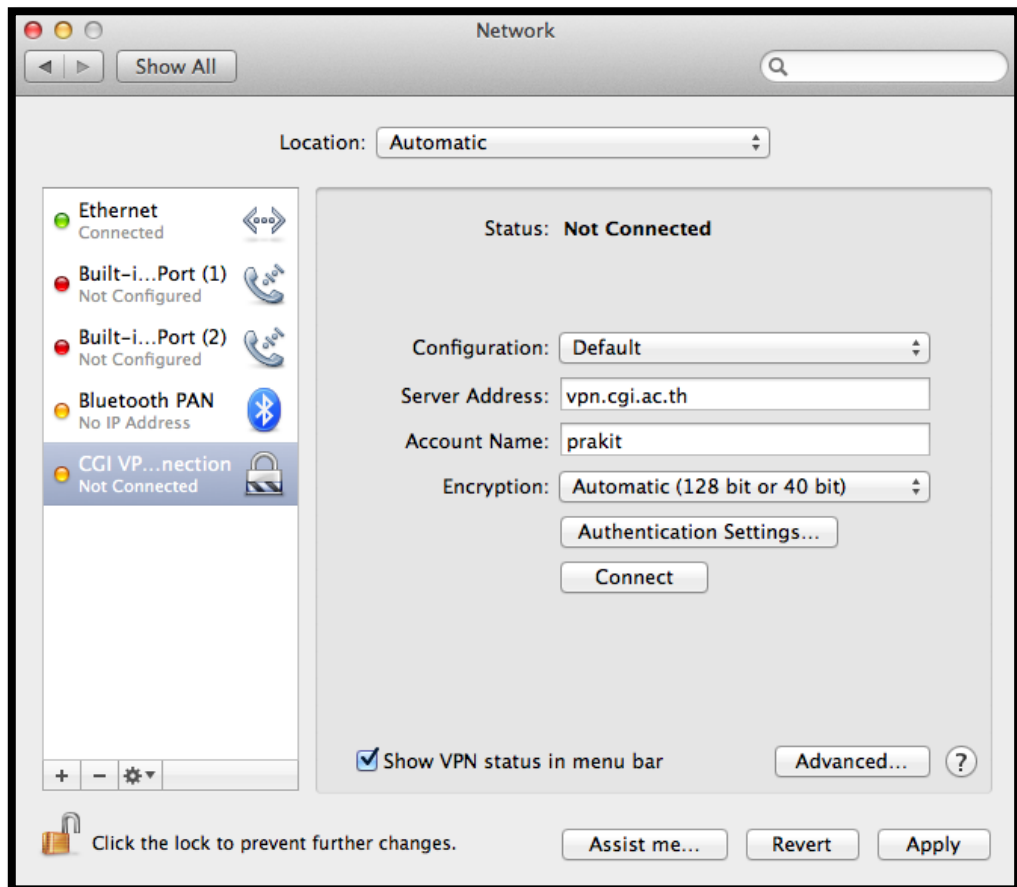 Network
Show All
Location: Automatic
Ethernet
Connected
Built-i...Port (1)
Not Configured
Built-i...Port (2)
Not Configured
Bluetooth PAN
No IP Address
CGI VP...nection
Not Connected
+ −
Status: Not Connected
Configuration: Default
Server Address: vpn.cgi.ac.th
Account Name: prakit
Encryption: Automatic (128 bit or 40 bit)
Authentication Settings...
Connect
Show VPN status in menu bar
Advanced... ?
Click the lock to prevent further changes.
Assist me... Revert Apply